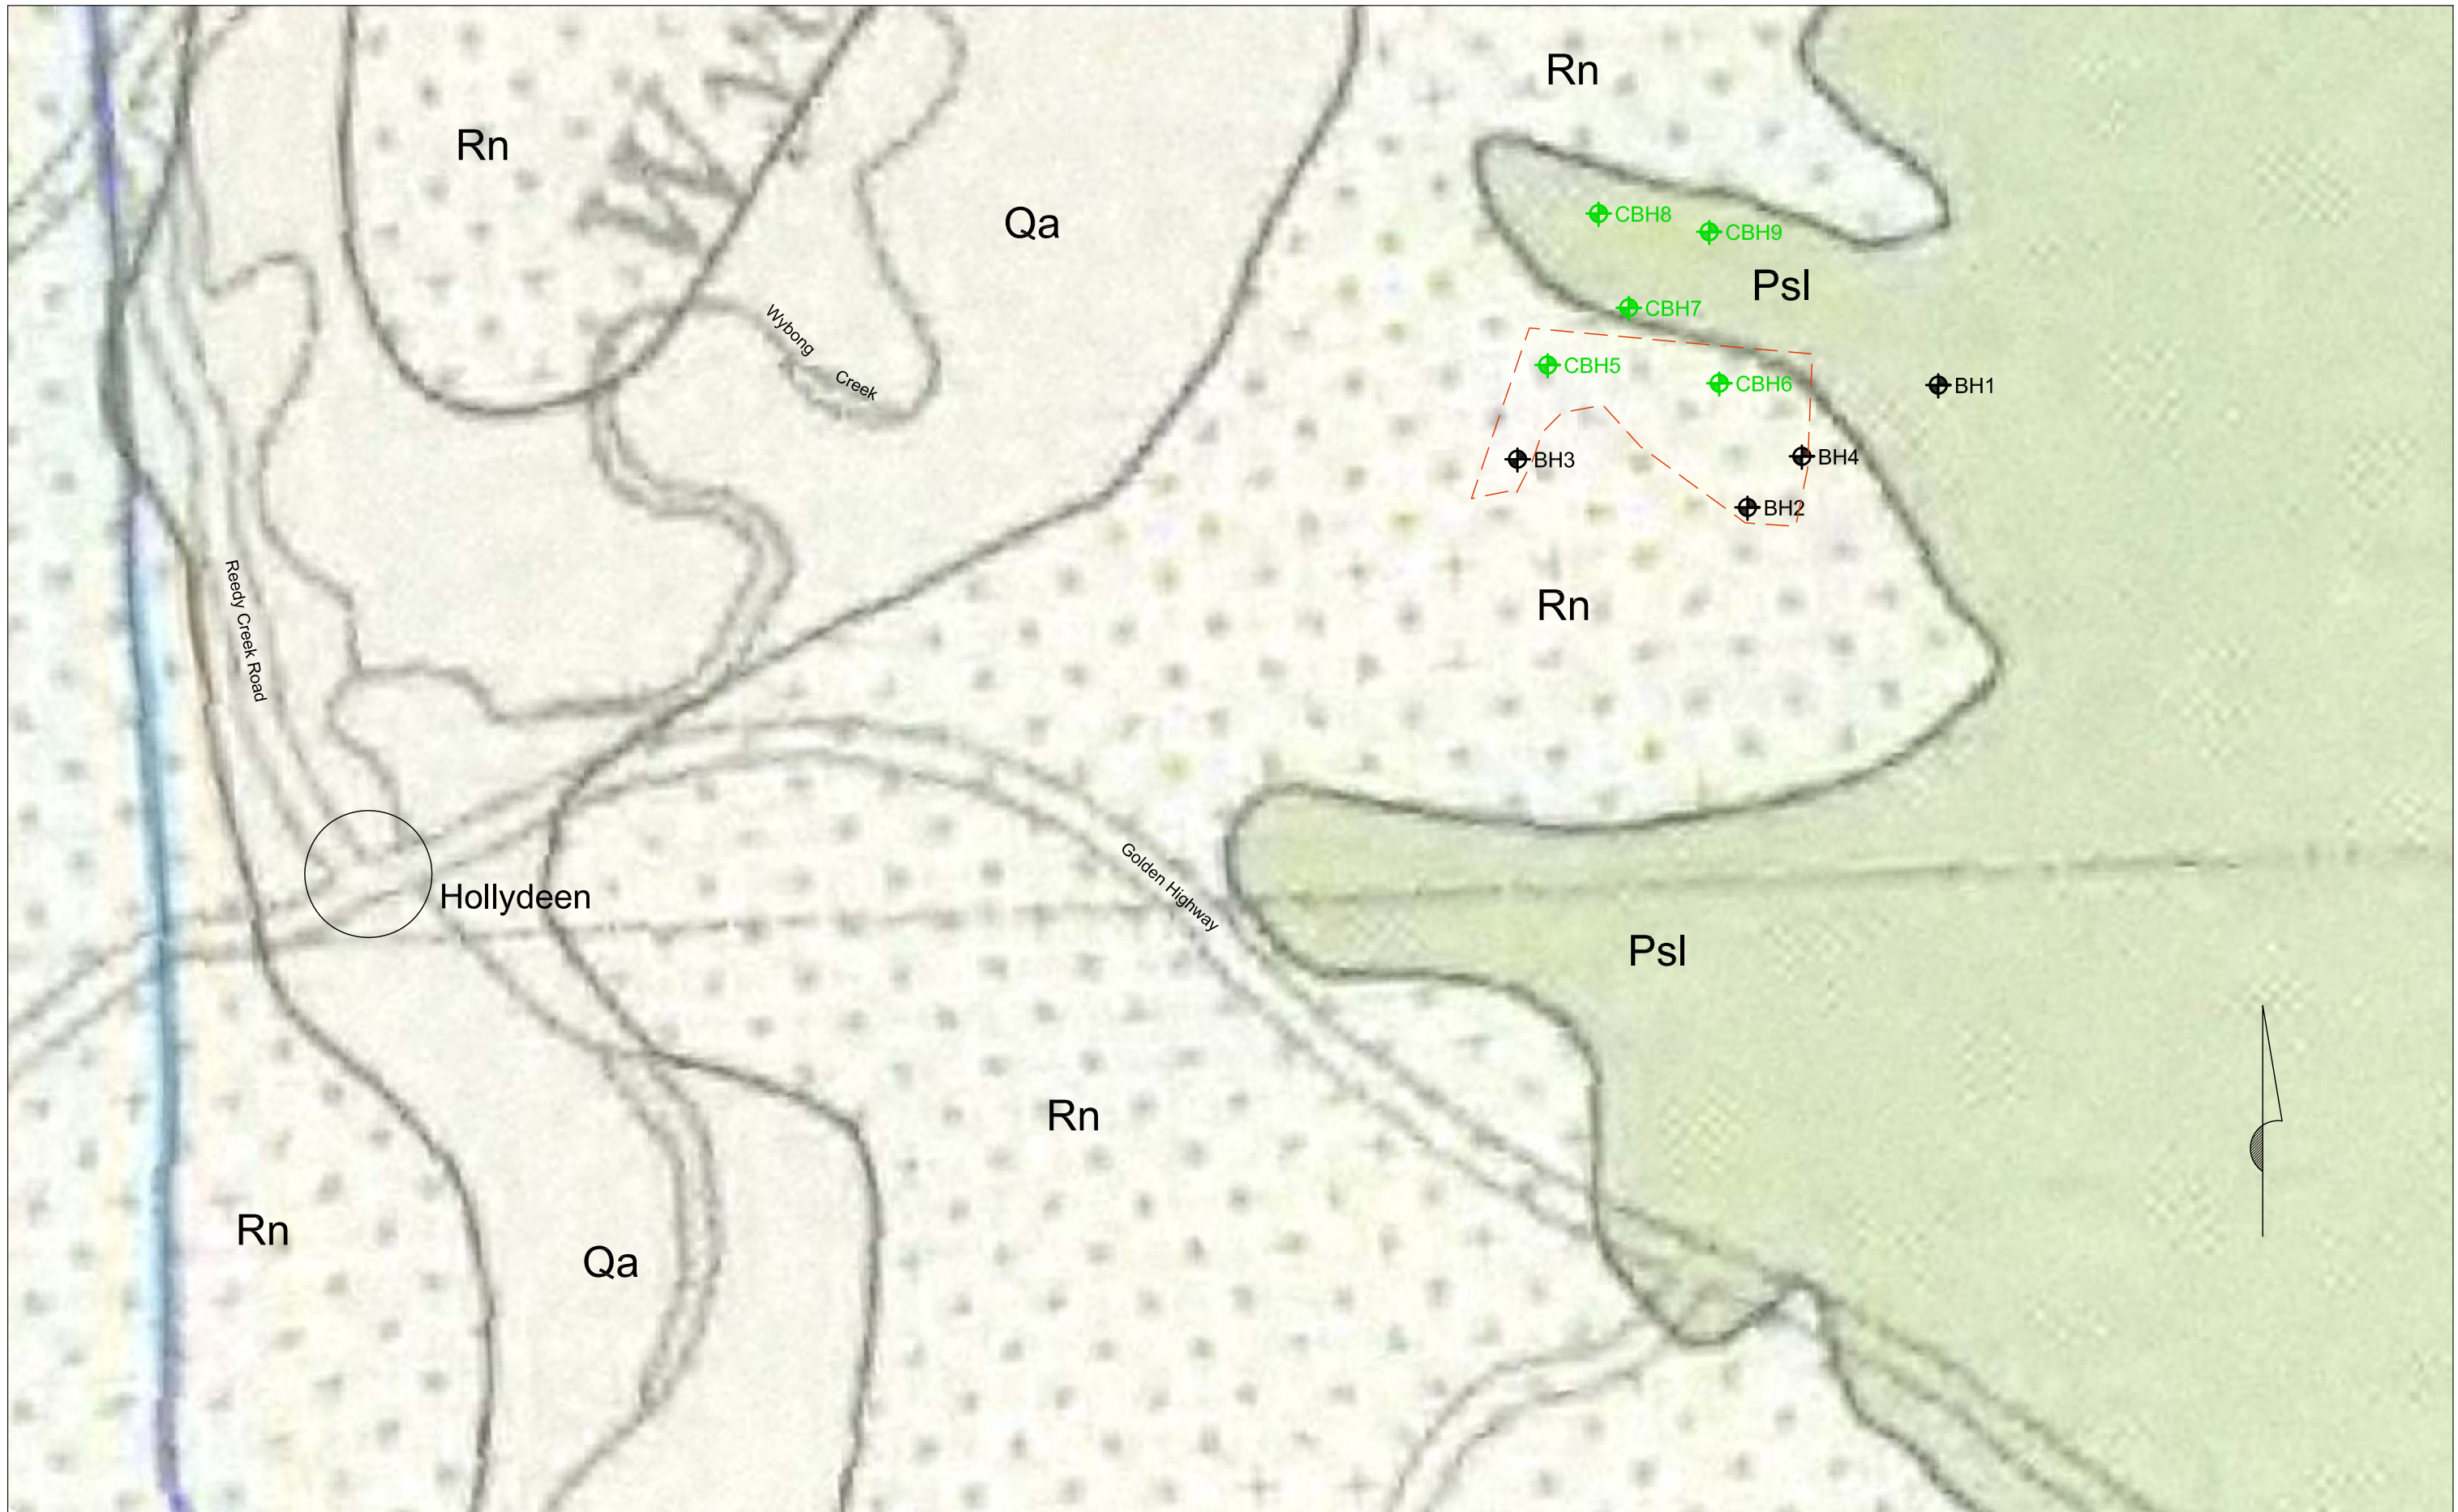 Rn
Rn
Qa
CBH8
CBH9
Psl
CBH7
Wybong
Creek
CBH5
CBH6
BH1
BH3
BH4
BH2
Reedy Creek Road
Rn
Golden Highway
Hollydeen
Psl
Rn
Rn
Qa